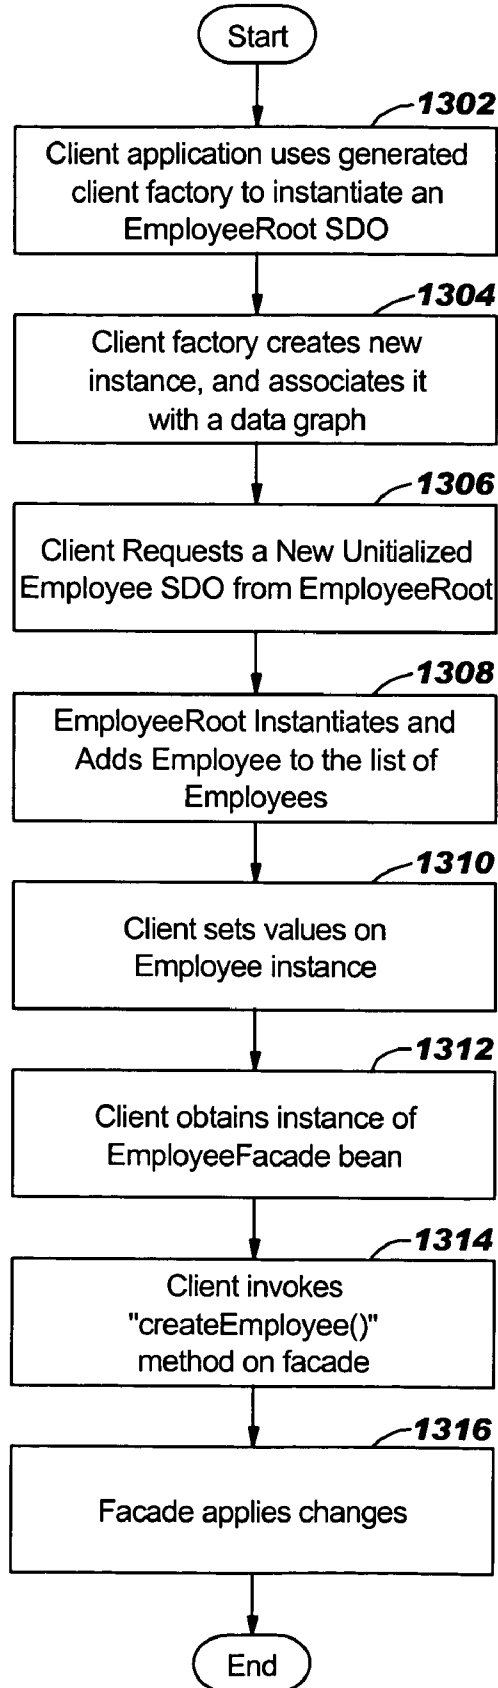 Start
1302
Client application uses generated
client factory to instantiate an
EmployeeRoot SDO
1304
Client factory creates new
instance, and associates it
with a data graph
1306
Client Requests a New Unitialized
Employee SDO from EmployeeRoot
1308
EmployeeRoot Instantiates and
Adds Employee to the list of
Employees
1310
Client sets values on
Employee instance
1312
Client obtains instance of
EmployeeFacade bean
1314
Client invokes
"createEmployee()"
method on facade
1316
Facade applies changes
End